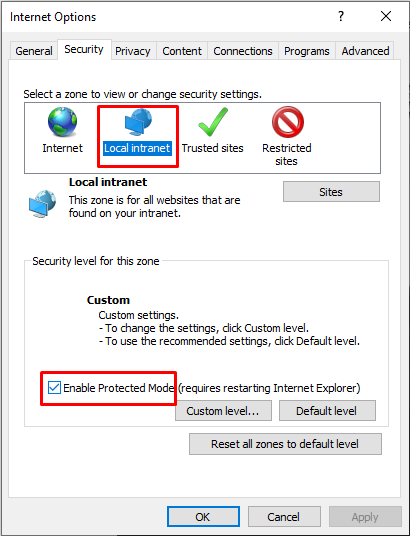 Internet Options
?
General Security Privacy Content Connections Programs Advanced
Select a zone to view or change security settings.
Internet Local intranet Trusted sites Restricted
sites
Local intranet
Sites
This zone is for all websites that are
found on your intranet.
Security level for this zone
Custom
Custom settings.
- To change the settings, click Custom level.
- To use the recommended settings, click Default level.
Enable Protected Mode (requires restarting Internet Explorer)
Custom level... Default level
Reset all zones to default level
OK Cancel Apply